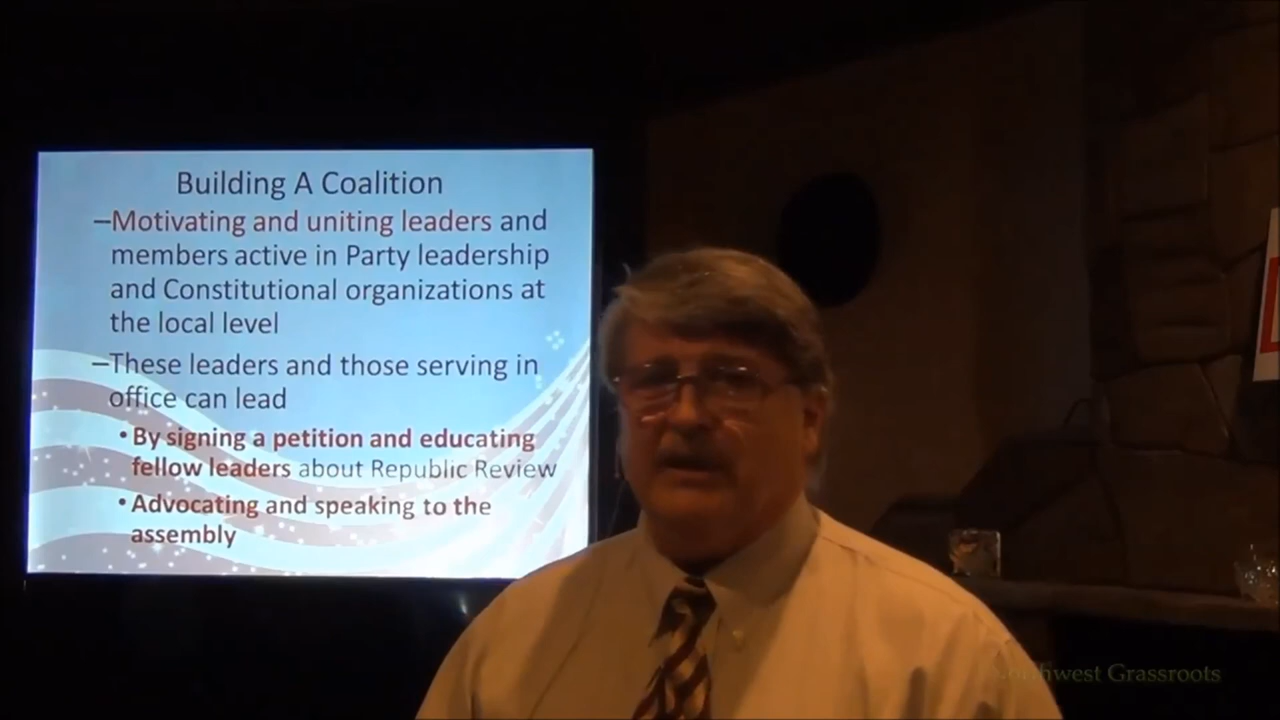 Building A Coalition
–Motivating and uniting leaders and
members active in Party leadership
and Constitutional organizations at
the local level
–These leaders and those serving in
office can lead
• By signing a petition and educating
fellow leaders about Republic Review
• Advocating and speaking to the
assembly
Northwest Grassroots